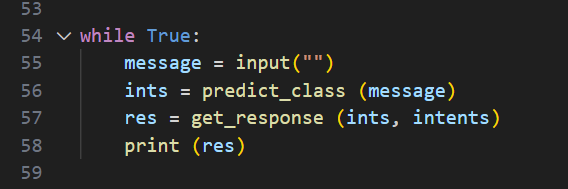 53
54 while True:
55 message = input("")
56 ints = predict_class (message)
57 res = get_response (ints, intents)
58 print (res)
59